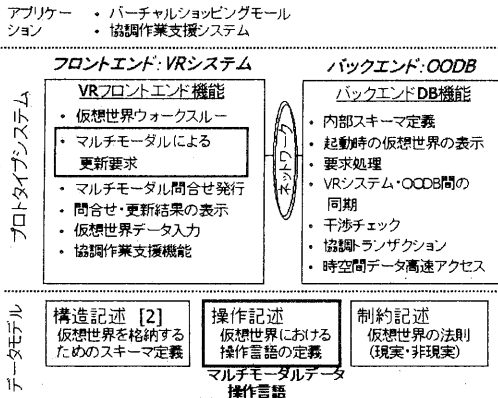 アプリケーション
・ バーチャルショッピングモール
・ 協調作業支援システム
プロトタイプシステム
フロントエンド:VRシステム
VRフロントエンド機能
・ 仮想世界ウォークスルー
・ マルチモーダルによる
更新要求
・ マルチモーダル問合せ発行
・ 問合せ・更新結果の表示
・ 仮想世界データ入力
・ 協調作業支援機能
ネットワーク
バックエンド:OODB
バックエンドDB機能
・ 内部スキーマ定義
・ 起動時の仮想世界の表示
・ 要求処理
・ VRシステム・OODB間の
同期
・ 干渉チェック
・ 協調トランザクション
・ 時空間データ高速アクセス
データモデル
構造記述 [2]
仮想世界を格納する
ためのスキーマ定義
操作記述
仮想世界における
操作言語の定義
マルチモーダルデータ
操作言語
制約記述
仮想世界の法則
(現実・非現実)